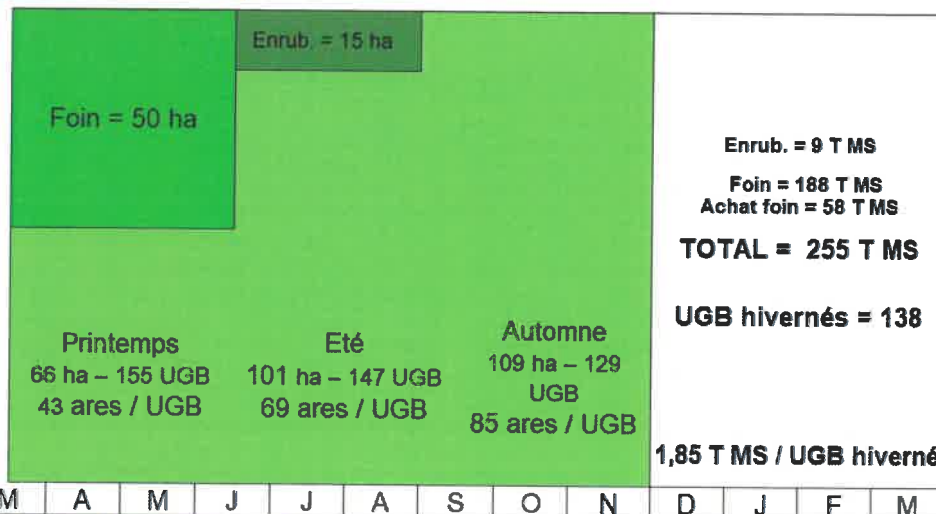 Enrub. = 15 ha
Foin = 50 ha
Enrub. = 9 T MS
Foin = 188 T MS
Achat foin = 58 T MS
TOTAL = 255 T MS
UGB hivernés = 138
Printemps
66 ha – 155 UGB
43 ares / UGB
Eté
101 ha – 147 UGB
69 ares / UGB
Automne
109 ha – 129
UGB
85 ares / UGB
1,85 T MS / UGB hiverné
M A M J J A S O N D J F M